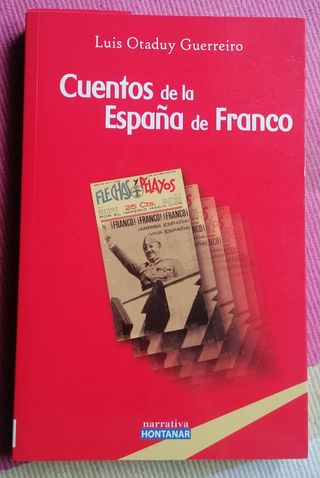 Luis Otaduy Guerreiro
Cuentos de la
España de Franco
FLECHAS Y PELAYOS
25 Cts.
POR EL IMPERIO HACIA DIOS
¡FRANCO! ¡FRANCO! ¡FRANCO!
¡ARRIBA ESPAÑA!
¡VIVA ESPAÑA!
narrativa
HONTANAR